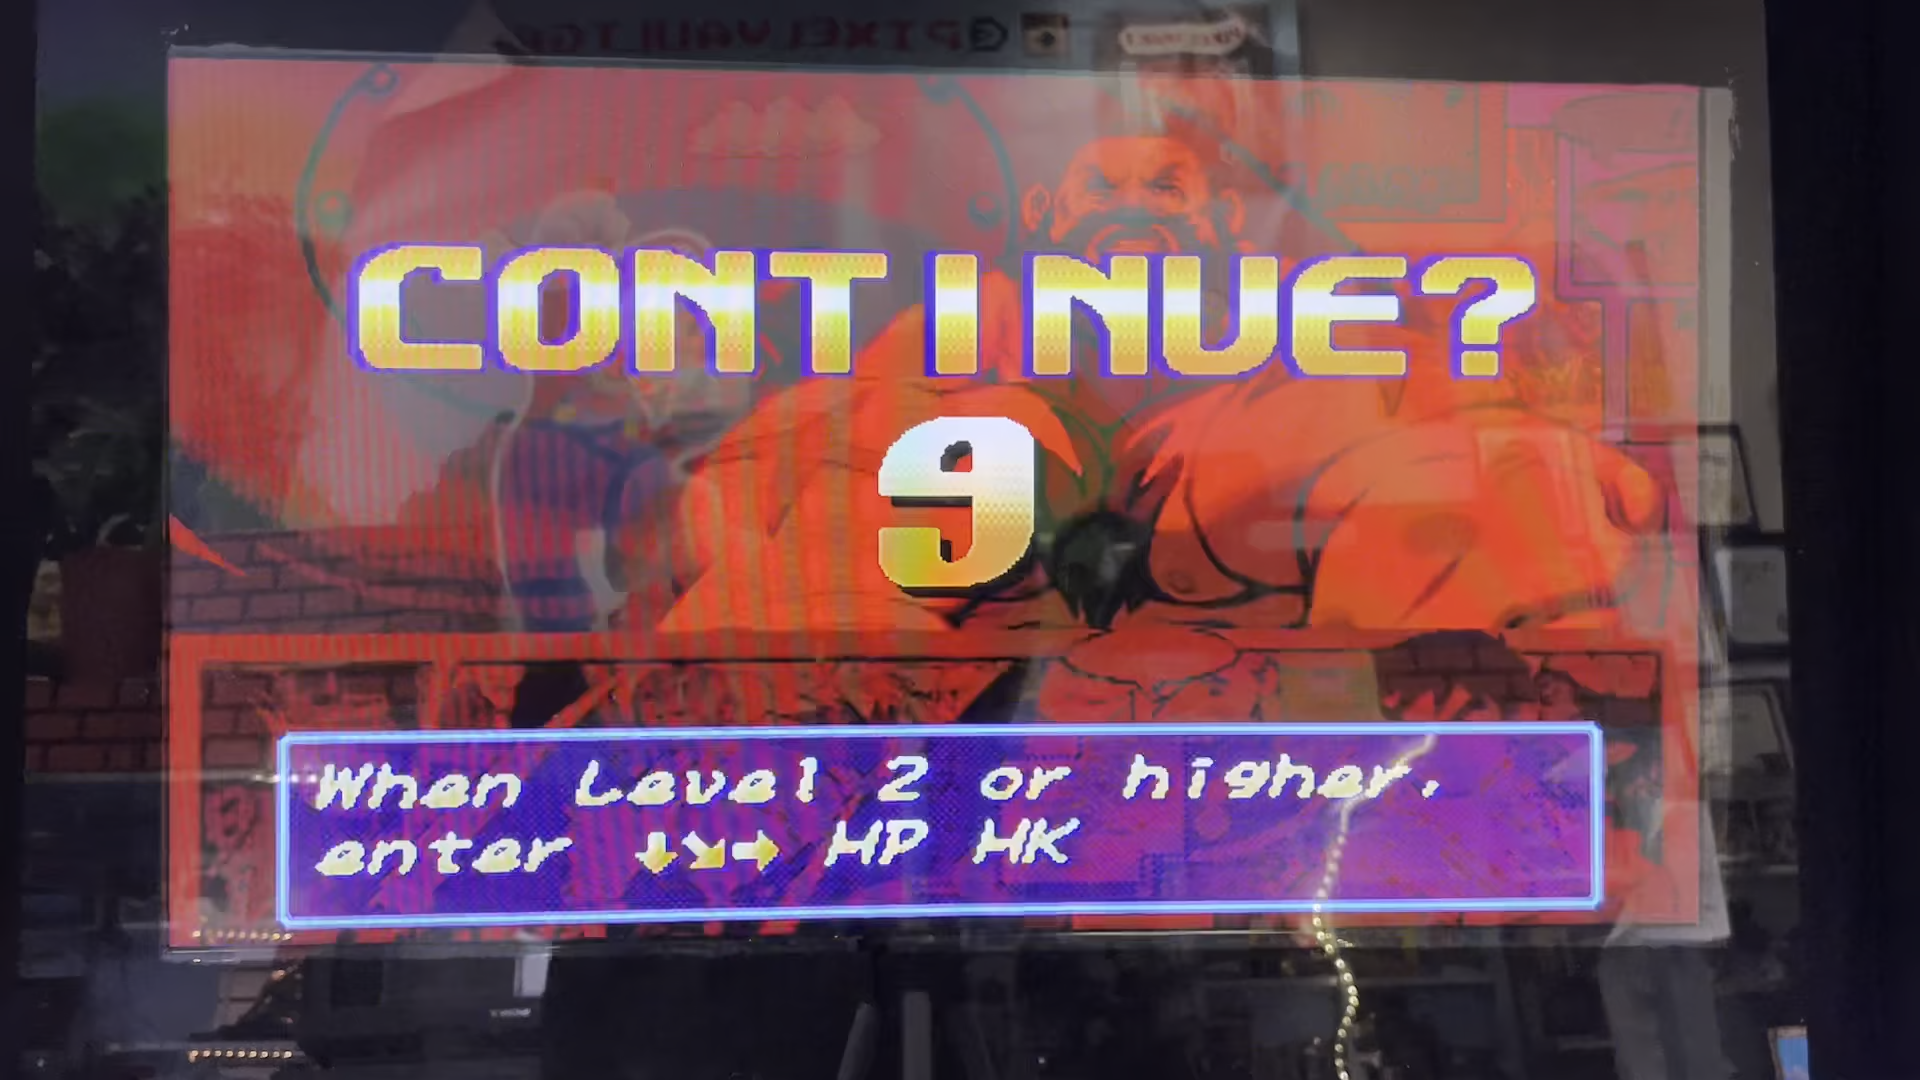 CONTINUE?
9
When Level 2 or higher.
enter ↓↘→ HP HK